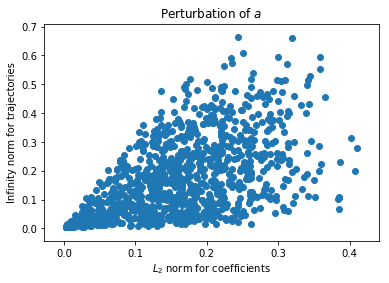 Perturbation of a
Infinity norm for trajectories
0.7
0.6
0.5
0.4
0.3
0.2
0.1
0.0
0.0 0.1 0.2 0.3 0.4
L₂ norm for coefficients